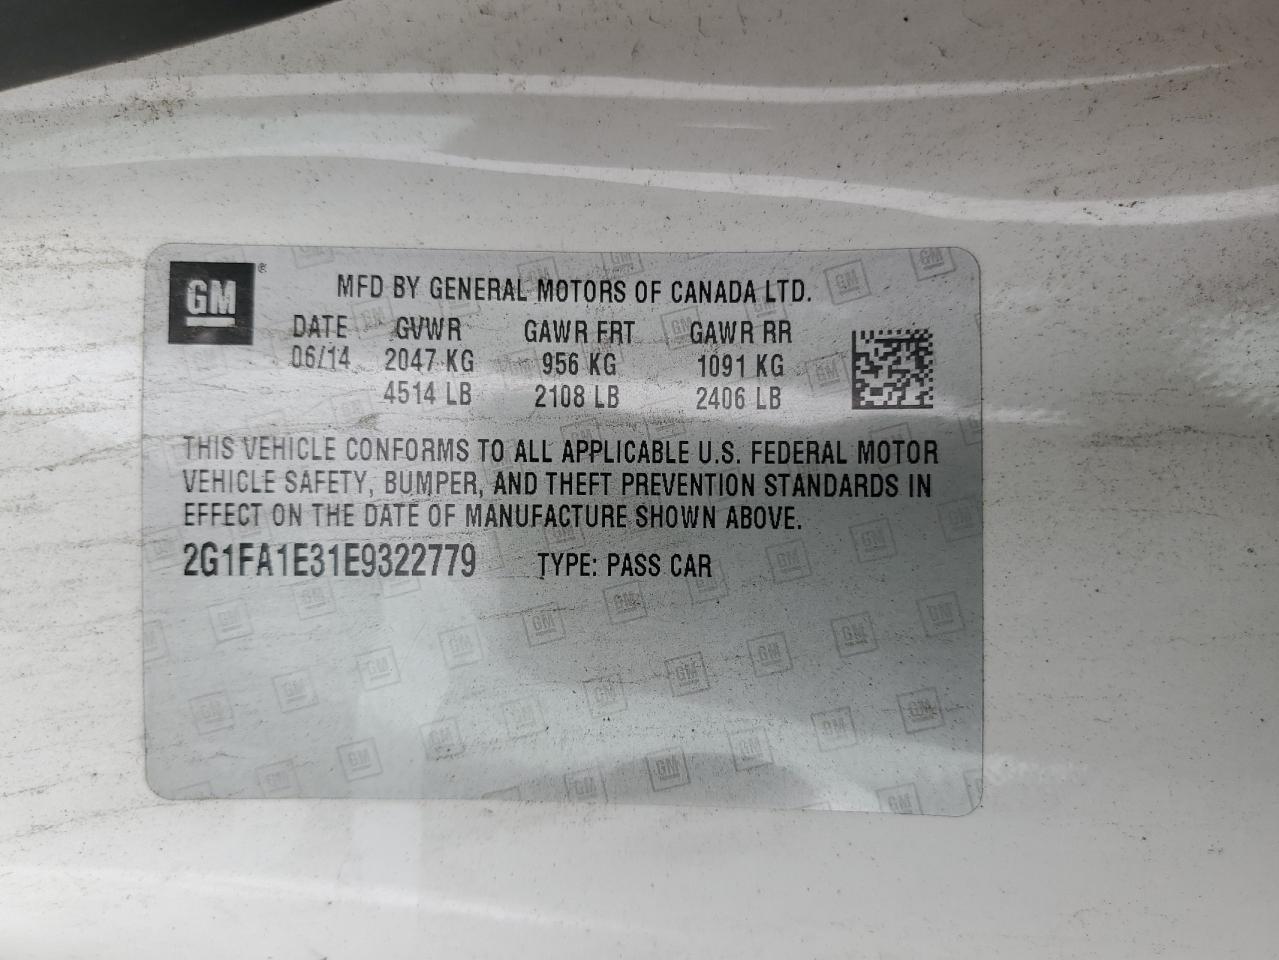 GM ®
MFD BY GENERAL MOTORS OF CANADA LTD.
DATE GVWR GAWR FRT GAWR RR
06/14 2047 KG 956 KG 1091 KG
4514 LB 2108 LB 2406 LB
THIS VEHICLE CONFORMS TO ALL APPLICABLE U.S. FEDERAL MOTOR
VEHICLE SAFETY, BUMPER, AND THEFT PREVENTION STANDARDS IN
EFFECT ON THE DATE OF MANUFACTURE SHOWN ABOVE.
2G1FA1E31E9322779 TYPE: PASS CAR